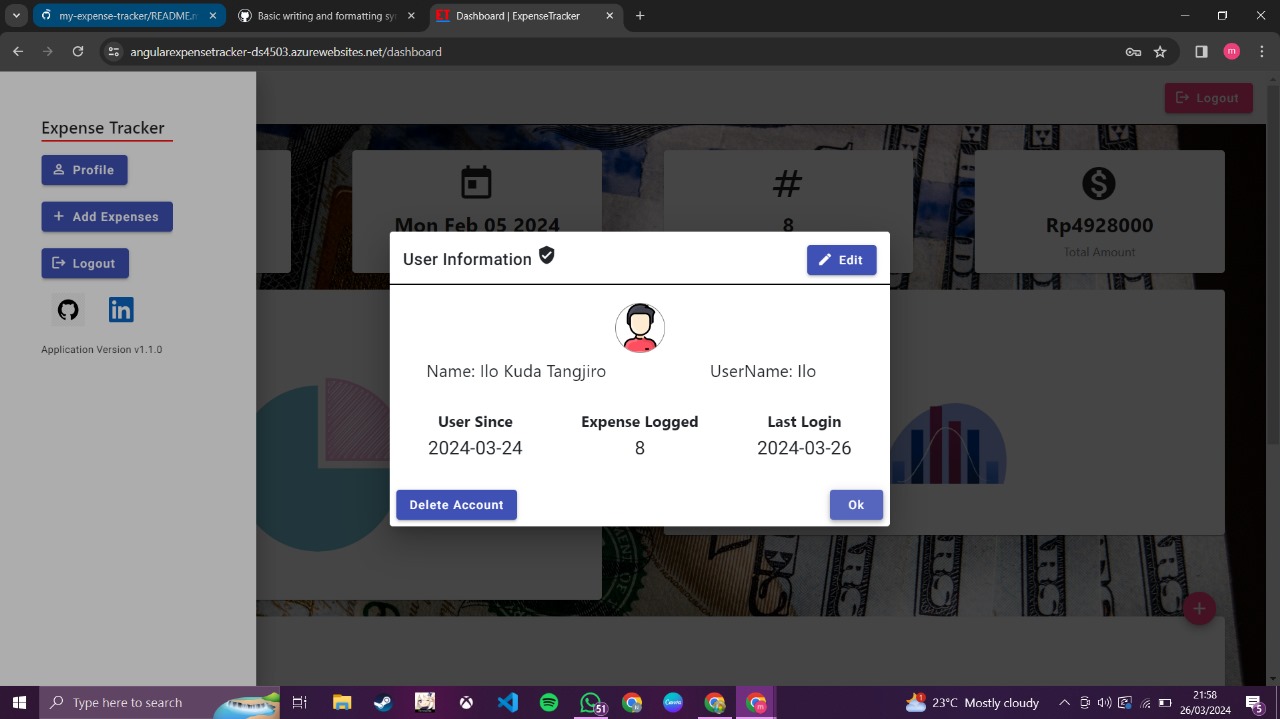 my-expense-tracker/README.m
Basic writing and formatting sy
ET Dashboard | ExpenseTracker
angularexpensetracker-ds4503.azurewebsites.net/dashboard
m
Logout
Expense Tracker
Profile
Add Expenses
Logout
in
Application Version v1.1.0
Mon Feb 05 2024
#
8
$
Rp4928000
Total Amount
User Information
Edit
Name: Ilo Kuda Tangjiro
UserName: Ilo
User Since
Expense Logged
Last Login
2024-03-24
8
2024-03-26
Delete Account
Ok
Type here to search
51
m
1
23°C Mostly cloudy
21:58
26/03/2024
5